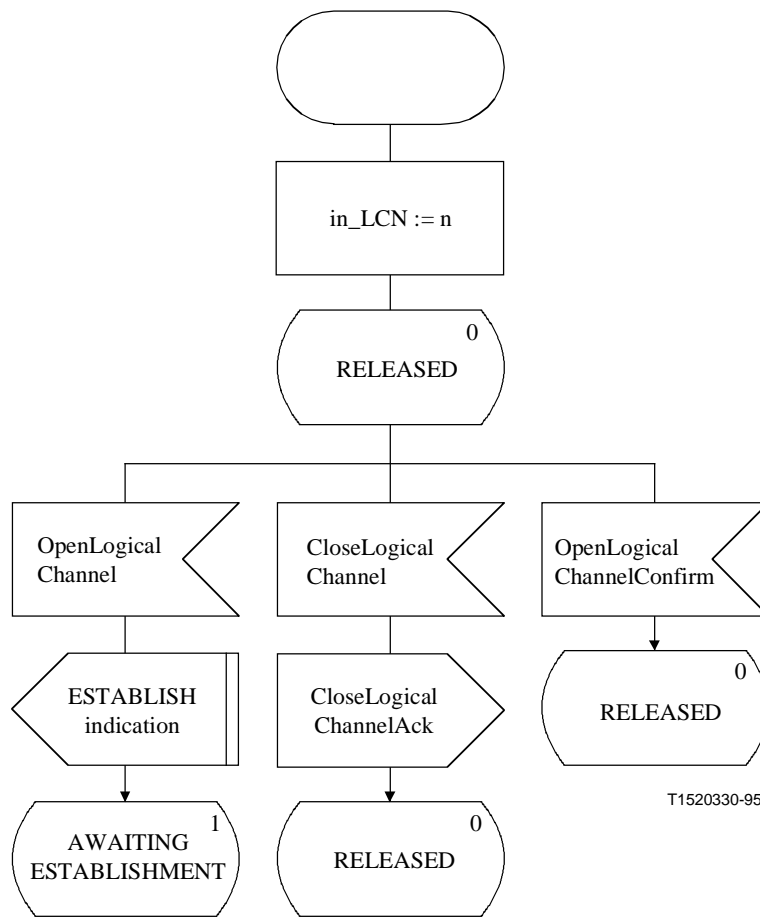 in_LCN := n
0
RELEASED
OpenLogical
Channel
CloseLogical
Channel
OpenLogical
ChannelConfirm
ESTABLISH
indication
CloseLogical
ChannelAck
0
RELEASED
T1520330-95
1
AWAITING
ESTABLISHMENT
0
RELEASED